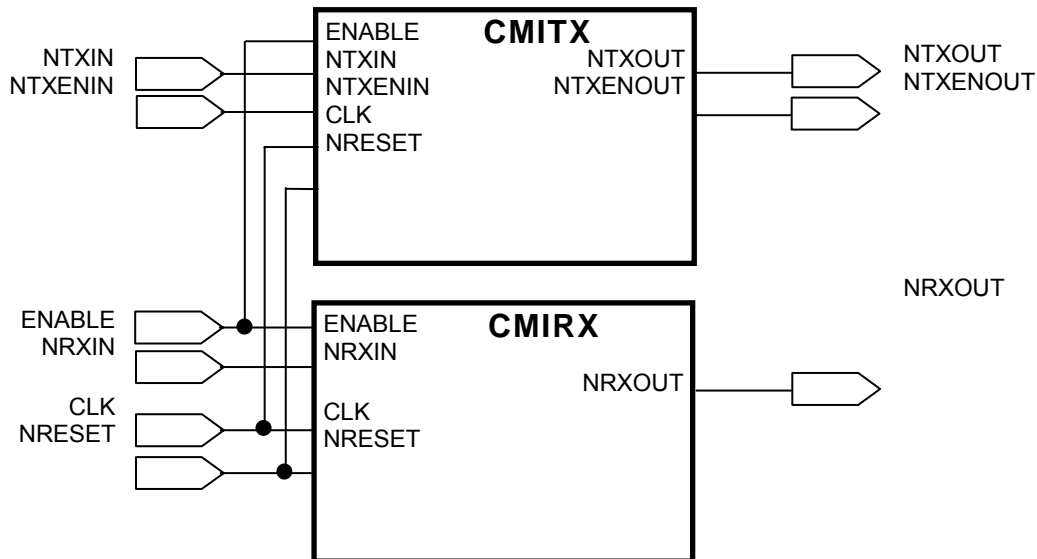 NTXIN
NTXENIN
ENABLE
NTXIN
NTXENIN
CLK
NRESET
CMITX
NTXOUT
NTXENOUT
NTXOUT
NTXENOUT
ENABLE
NRXIN
CLK
NRESET
ENABLE
NRXIN
CLK
NRESET
CMIRX
NRXOUT
NRXOUT